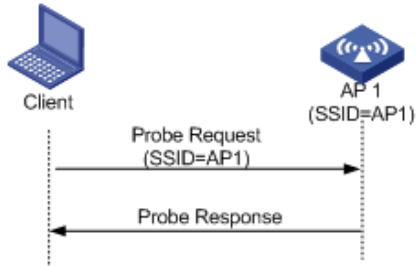 Client
AP 1
(SSID=AP1)
Probe Request
(SSID=AP1)
Probe Response